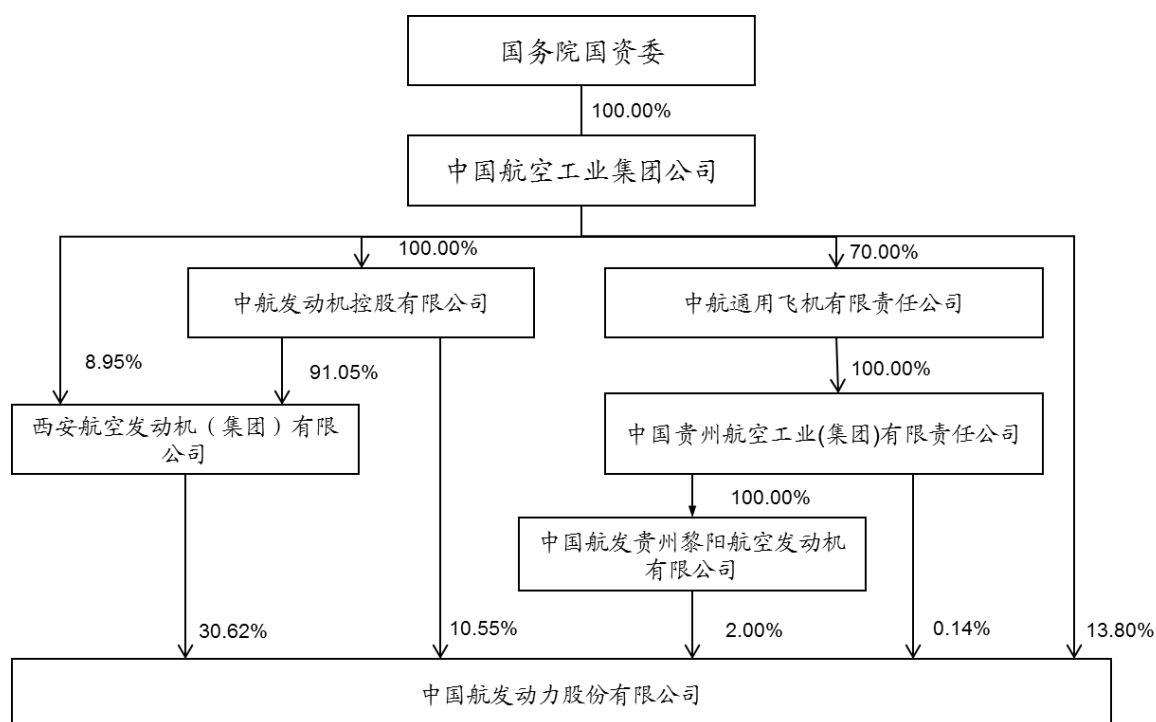 国务院国资委
100.00%
中国航空工业集团公司
100.00%
70.00%
中航发动机控股有限公司
中航通用飞机有限责任公司
8.95%
91.05%
100.00%
西安航空发动机（集团）有限
公司
中国贵州航空工业(集团)有限责任公司
100.00%
中国航发贵州黎阳航空发动机
有限公司
30.62%
10.55%
2.00%
0.14%
13.80%
中国航发动力股份有限公司